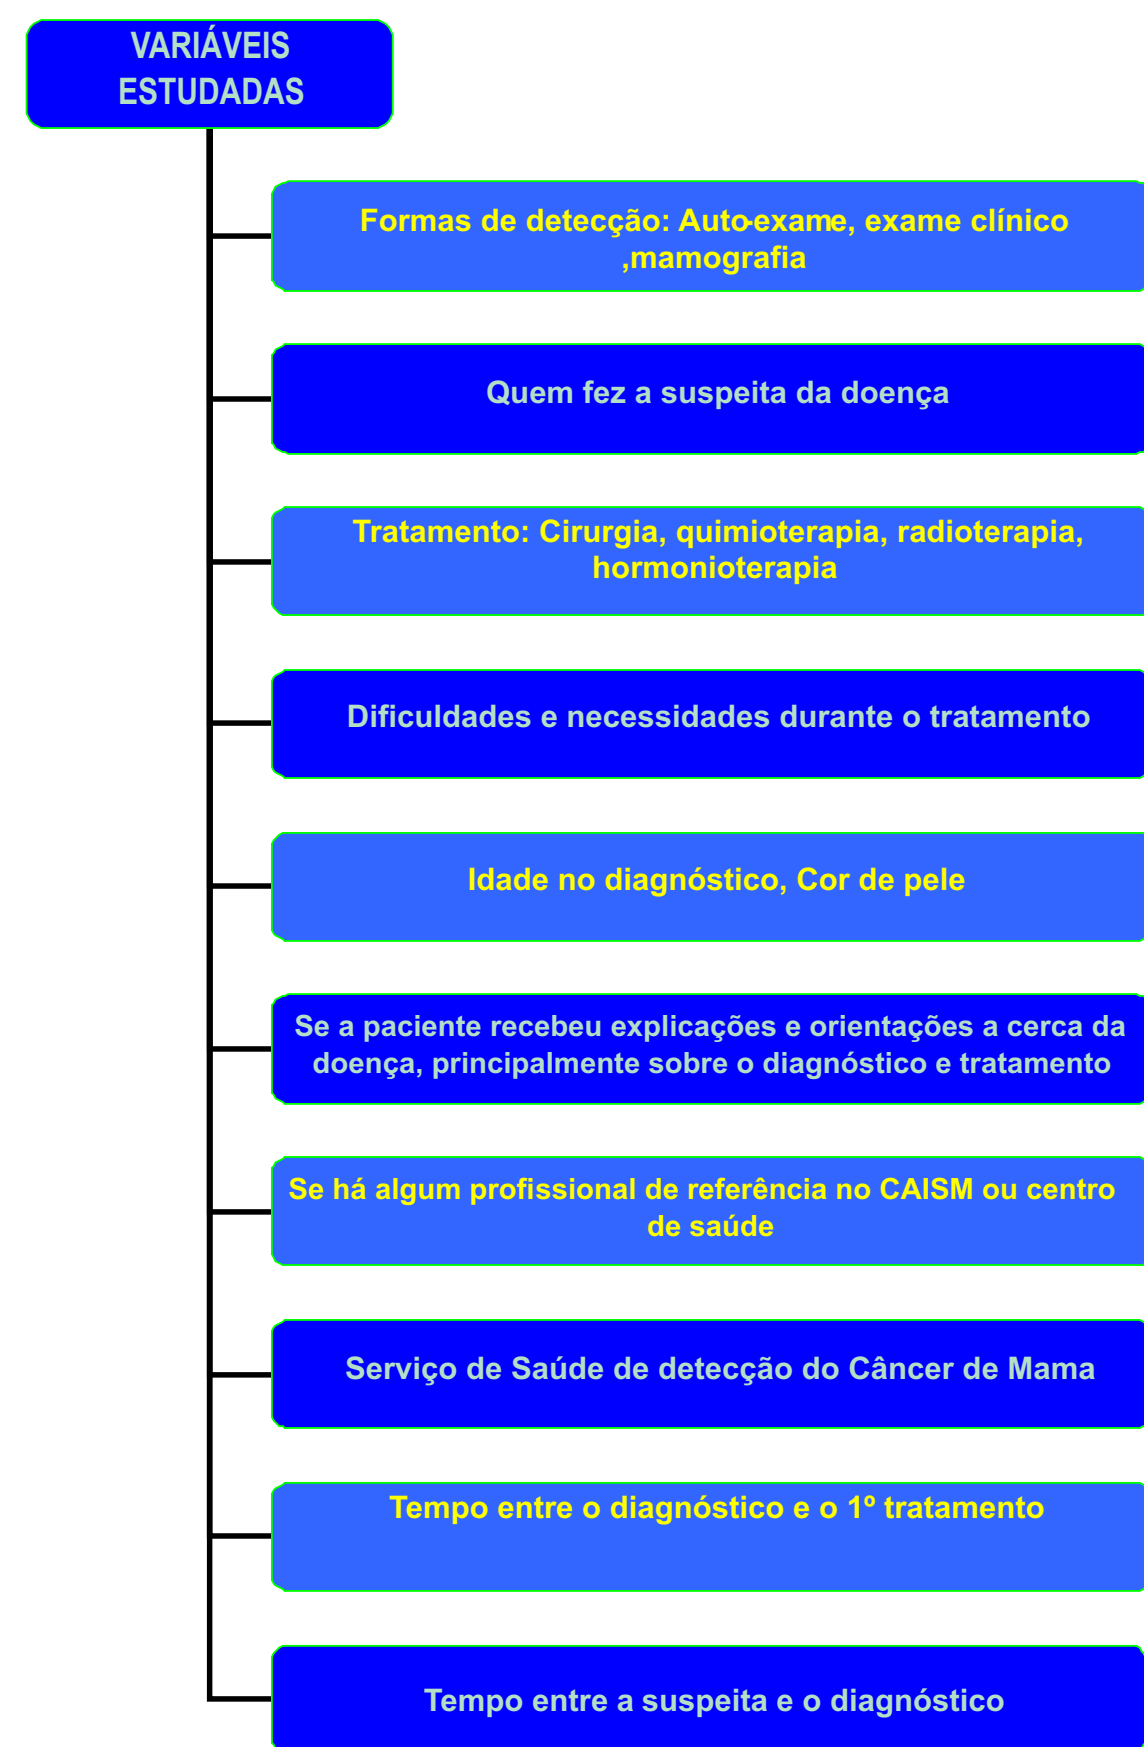 VARIÁVEIS
ESTUDADAS
Formas de detecção: Auto-exame, exame clínico
,mamografia
Quem fez a suspeita da doença
Tratamento: Cirurgia, quimioterapia, radioterapia,
hormonioterapia
Dificuldades e necessidades durante o tratamento
Idade no diagnóstico, Cor de pele
Se a paciente recebeu explicações e orientações a cerca da
doença, principalmente sobre o diagnóstico e tratamento
Se há algum profissional de referência no CAISM ou centro
de saúde
Serviço de Saúde de detecção do Câncer de Mama
Tempo entre o diagnóstico e o 1º tratamento
Tempo entre a suspeita e o diagnóstico